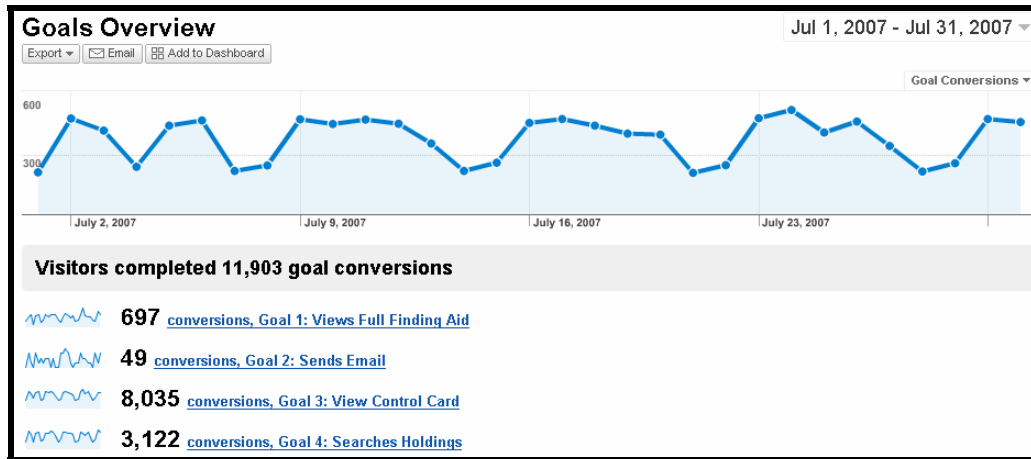 Goals Overview
Jul 1, 2007 - Jul 31, 2007
Export Email Add to Dashboard
Goal Conversions
600
300
July 2, 2007 July 9, 2007 July 16, 2007 July 23, 2007
Visitors completed 11,903 goal conversions
697 conversions, Goal 1: Views Full Finding Aid
49 conversions, Goal 2: Sends Email
8,035 conversions, Goal 3: View Control Card
3,122 conversions, Goal 4: Searches Holdings